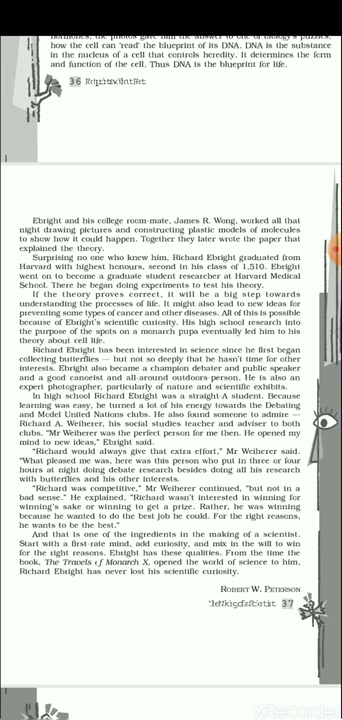 hormones, the photos gave him the answer to one of biology's puzzles:
how the cell can 'read' the blueprint of its DNA. DNA is the substance
in the nucleus of a cell that controls heredity. It determines the form
and function of the cell. Thus DNA is the blueprint for life.
36
Ebright and his college room-mate, James R. Wong, worked all that
night drawing pictures and constructing plastic models of molecules
to show how it could happen. Together they later wrote the paper that
explained the theory.
Surprising no one who knew him, Richard Ebright graduated from
Harvard with highest honours, second in his class of 1,510. Ebright
went on to become a graduate student researcher at Harvard Medical
School. There he began doing experiments to test his theory.
If the theory proves correct, it will be a big step towards
understanding the processes of life. It might also lead to new ideas for
preventing some types of cancer and other diseases. All of this is possible
because of Ebright's scientific curiosity. His high school research into
the purpose of the spots on a monarch pupa eventually led him to his
theory about cell life.
Richard Ebright has been interested in science since he first began
collecting butterflies — but not so deeply that he hasn't time for other
interests. Ebright also became a champion debater and public speaker
and a good canoeist and all-around outdoors-person. He is also an
expert photographer, particularly of nature and scientific exhibits.
In high school Richard Ebright was a straight-A student. Because
learning was easy, he turned a lot of his energy towards the Debating
and Model United Nations clubs. He also found someone to admire —
Richard A. Weiherer, his social studies teacher and adviser to both
clubs. "Mr Weiherer was the perfect person for me then. He opened my
mind to new ideas," Ebright said.
"Richard would always give that extra effort," Mr Weiherer said.
"What pleased me was, here was this person who put in three or four
hours at night doing debate research besides doing all his research
with butterflies and his other interests.
"Richard was competitive," Mr Weiherer continued, "but not in a
bad sense." He explained, "Richard wasn't interested in winning for
winning's sake or winning to get a prize. Rather, he was winning
because he wanted to do the best job he could. For the right reasons,
he wants to be the best."
And that is one of the ingredients in the making of a scientist.
Start with a first-rate mind, add curiosity, and mix in the will to win
for the right reasons. Ebright has these qualities. From the time the
book, The Travels of Monarch X, opened the world of science to him,
Richard Ebright has never lost his scientific curiosity.
ROBERT W. PETERSON
37
XRecorder